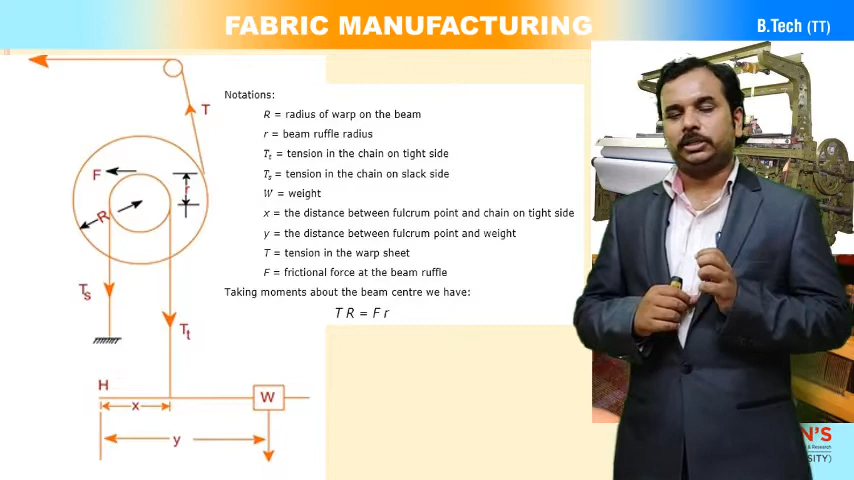 FABRIC MANUFACTURING
B.Tech (TT)
T
F
r
R
Ts
Tt
H
W
x
y
Notations:
R = radius of warp on the beam
r = beam ruffle radius
Tt = tension in the chain on tight side
Ts = tension in the chain on slack side
W = weight
x = the distance between fulcrum point and chain on tight side
y = the distance between fulcrum point and weight
T = tension in the warp sheet
F = frictional force at the beam ruffle
Taking moments about the beam centre we have:
T R = F r
N'S
& Research
SITY)